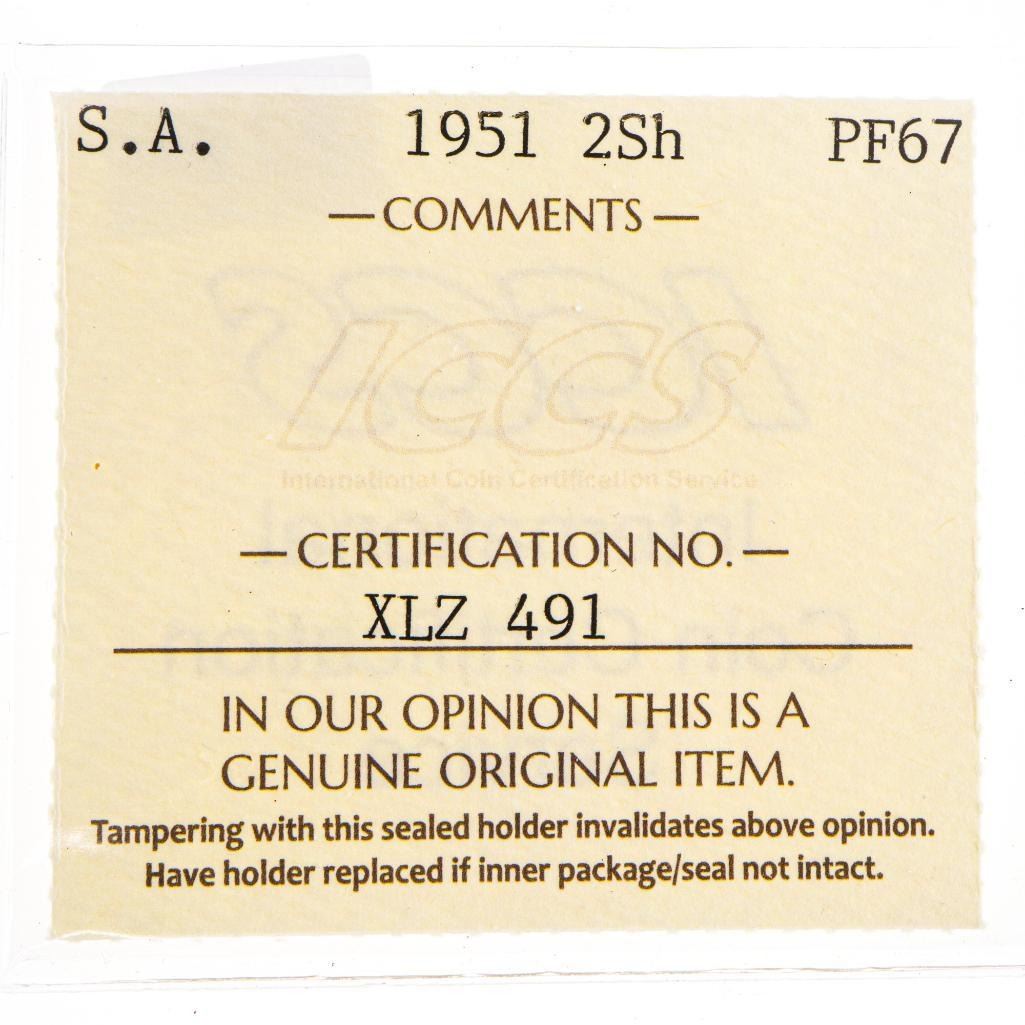 S.A. 1951 2Sh PF67
— COMMENTS —
ICCS
International Coin Certification Service
— CERTIFICATION NO. —
XLZ 491
IN OUR OPINION THIS IS A
GENUINE ORIGINAL ITEM.
Tampering with this sealed holder invalidates above opinion.
Have holder replaced if inner package/seal not intact.